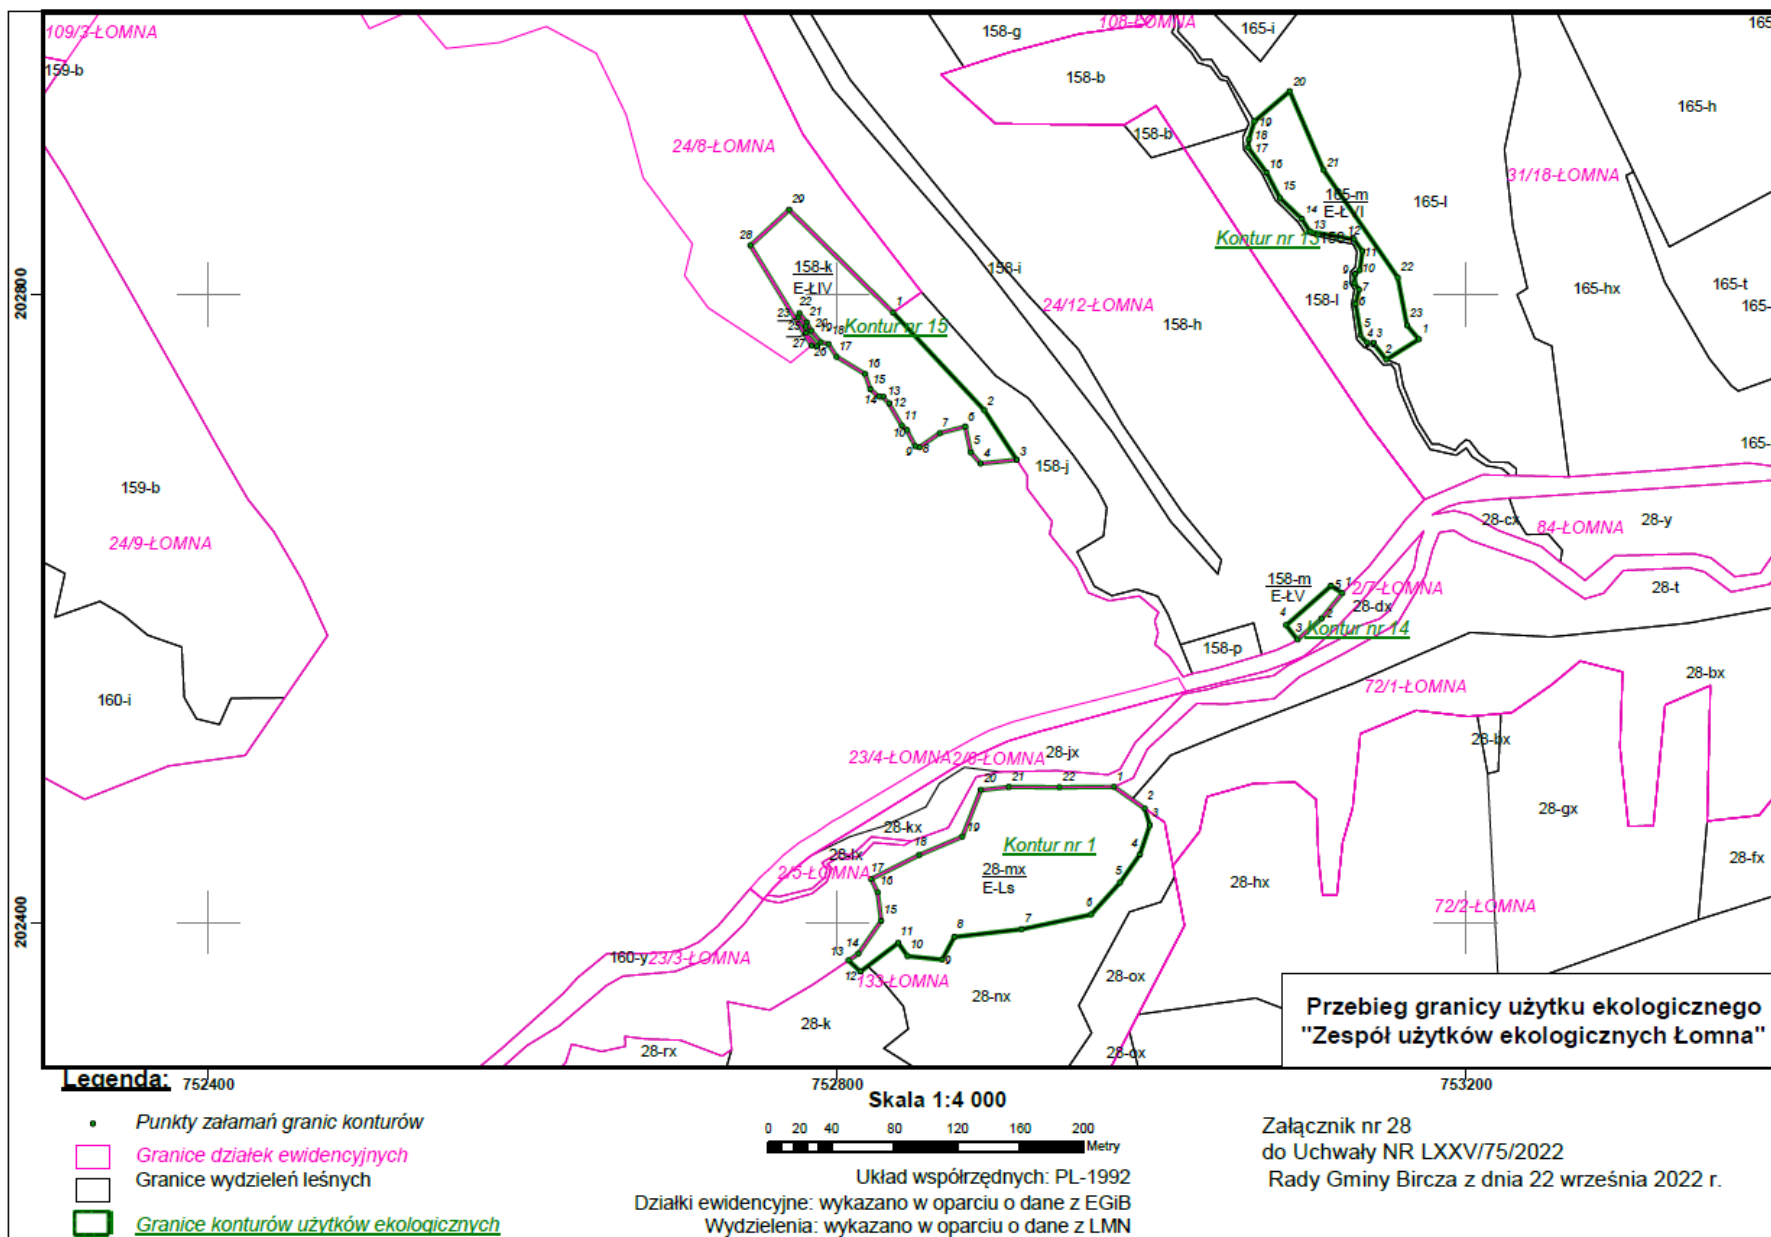 109/3-ŁOMNA
159-b
158-g
108-ŁOMNA
165-i
158-b
165-h
24/8-ŁOMNA
158-b
31/18-ŁOMNA
165-m
E-ŁVI
165-l
Kontur nr 13
158-k
E-ŁIV
158-i
24/12-ŁOMNA
158-l
165-hx
165-t
158-h
Kontur nr 15
202800
158-j
159-b
24/9-ŁOMNA
28-cx
84-ŁOMNA
28-y
158-m
E-ŁV
2/7-ŁOMNA
28-t
28-dx
Kontur nr 14
158-p
160-i
72/1-ŁOMNA
28-bx
23/4-ŁOMNA
2/6-ŁOMNA
28-jx
28-bx
28-gx
28-kx
Kontur nr 1
28-lx
2/5-ŁOMNA
28-mx
E-Ls
28-hx
28-fx
72/2-ŁOMNA
202400
160-y
23/3-ŁOMNA
133-ŁOMNA
28-nx
28-ox
28-k
28-rx
28-ox
Przebieg granicy użytku ekologicznego
"Zespół użytków ekologicznych Łomna"
752400
752800
753200
Legenda:
Punkty załamań granic konturów
Granice działek ewidencyjnych
Granice wydzieleń leśnych
Granice konturów użytków ekologicznych
Skala 1:4 000
0 20 40 80 120 160 200
Metry
Układ współrzędnych: PL-1992
Działki ewidencyjne: wykazano w oparciu o dane z EGiB
Wydzielenia: wykazano w oparciu o dane z LMN
Załącznik nr 28
do Uchwały NR LXXV/75/2022
Rady Gminy Bircza z dnia 22 września 2022 r.